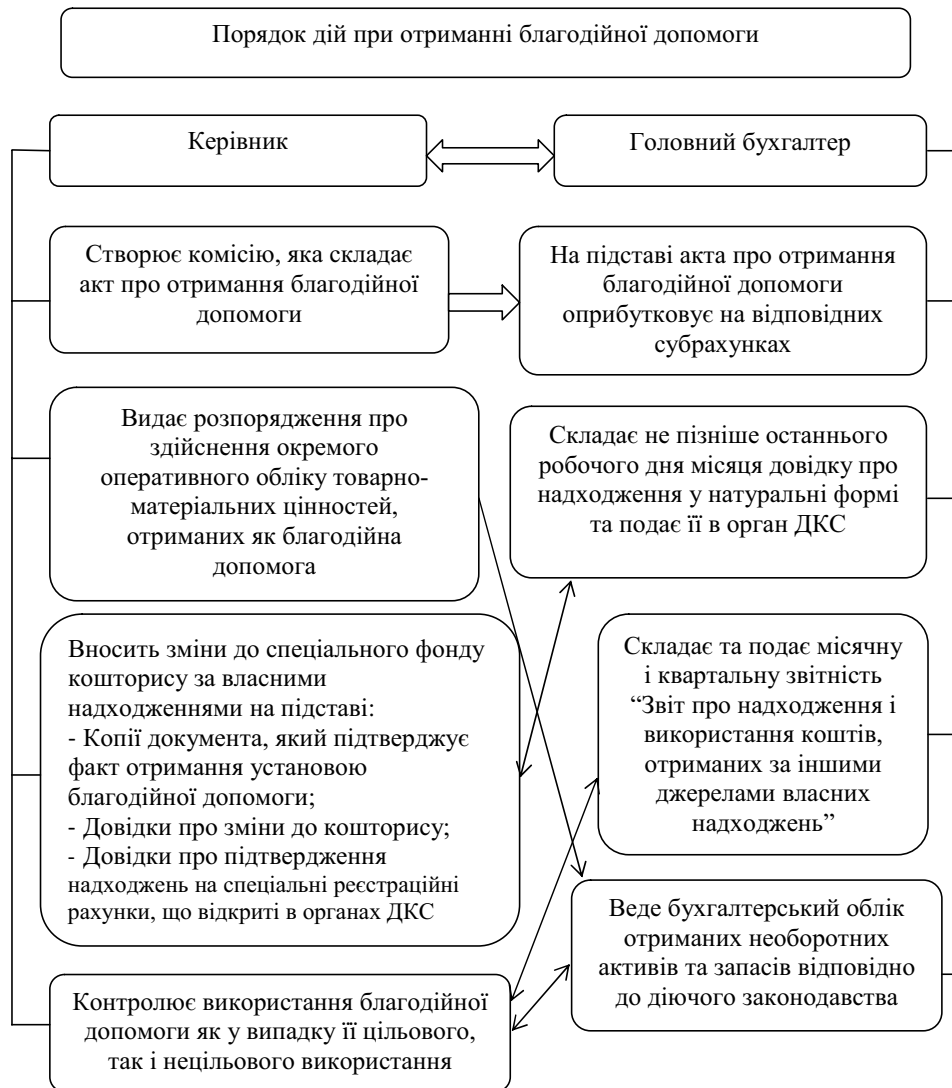 Порядок дій при отриманні благодійної допомоги
Керівник
Головний бухгалтер
Створює комісію, яка складає
акт про отримання благодійної
допомоги
На підставі акта про отримання
благодійної допомоги
оприбутковує на відповідних
субрахунках
Видає розпорядження про
здійснення окремого
оперативного обліку товарно-
матеріальних цінностей,
отриманих як благодійна
допомога
Складає не пізніше останнього
робочого дня місяця довідку про
надходження у натуральні формі
та подає її в орган ДКС
Вносить зміни до спеціального фонду
кошторису за власними
надходженнями на підставі:
- Копії документа, який підтверджує
факт отримання установою
благодійної допомоги;
- Довідки про зміни до кошторису;
- Довідки про підтвердження
надходжень на спеціальні реєстраційні
рахунки, що відкриті в органах ДКС
Складає та подає місячну
і квартальну звітність
“Звіт про надходження і
використання коштів,
отриманих за іншими
джерелами власних
надходжень”
Веде бухгалтерський облік
отриманих необоротних
активів та запасів відповідно
до діючого законодавства
Контролює використання благодійної
допомоги як у випадку її цільового,
так і нецільового використання